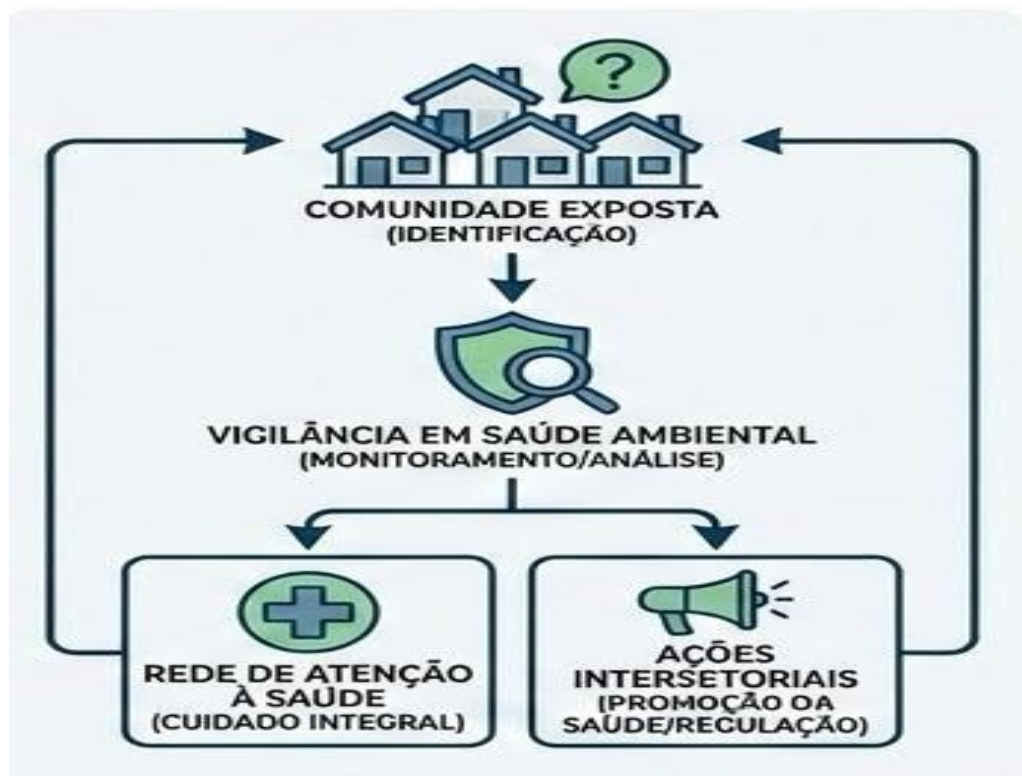 ?
COMUNIDADE EXPOSTA
(IDENTIFICAÇÃO)
VIGILÂNCIA EM SAÚDE AMBIENTAL
(MONITORAMENTO/ANÁLISE)
REDE DE ATENÇÃO
À SAÚDE
(CUIDADO INTEGRAL)
AÇÕES
INTERSETORIAIS
(PROMOÇÃO OA
SAÚDE/REGULAÇÃO)